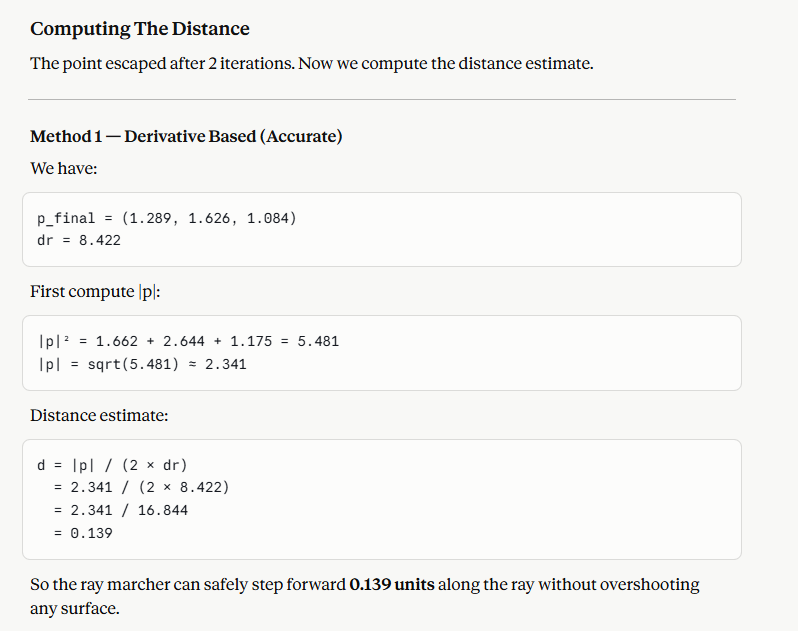 Computing The Distance
The point escaped after 2 iterations. Now we compute the distance estimate.
Method 1 — Derivative Based (Accurate)
We have:
p_final = (1.289, 1.626, 1.084)
dr = 8.422
First compute |p|:
|p|² = 1.662 + 2.644 + 1.175 = 5.481
|p| = sqrt(5.481) ≈ 2.341
Distance estimate:
d = |p| / (2 × dr)
= 2.341 / (2 × 8.422)
= 2.341 / 16.844
= 0.139
So the ray marcher can safely step forward 0.139 units along the ray without overshooting
any surface.